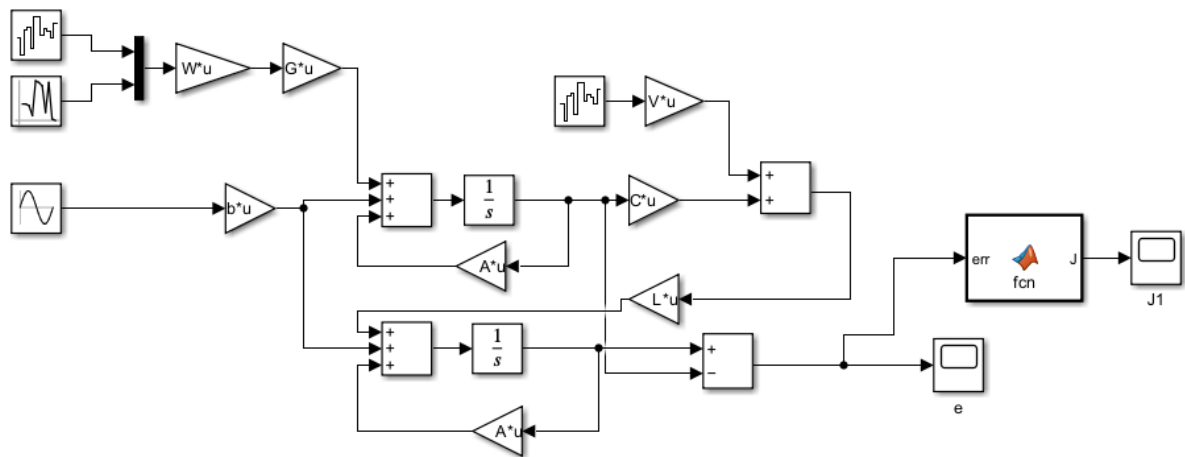 W*u
G*u
V*u
b*u
+
+
+
1
s
C*u
+
+
A*u
err
J
fcn
J1
L*u
+
+
+
1
s
+
−
e
A*u